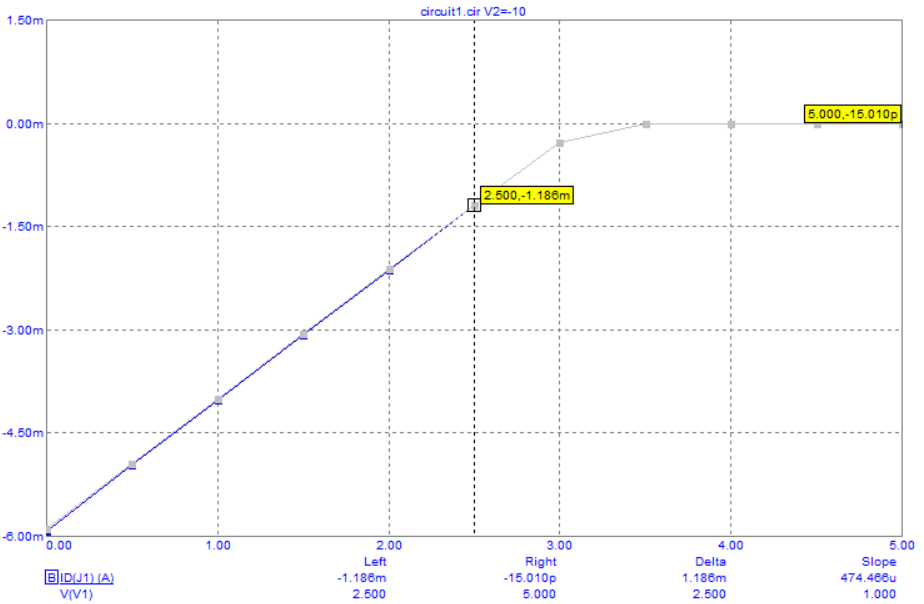 circuit1.cir V2=-10
1.50m
0.00m
5.000,-15.010p
2.500,-1.186m
-1.50m
-3.00m
-4.50m
-6.00m
0.00 1.00 2.00 3.00 4.00 5.00
Left Right Delta Slope
B ID(J1) (A) -1.186m -15.010p 1.186m 474.466u
V(V1) 2.500 5.000 2.500 1.000